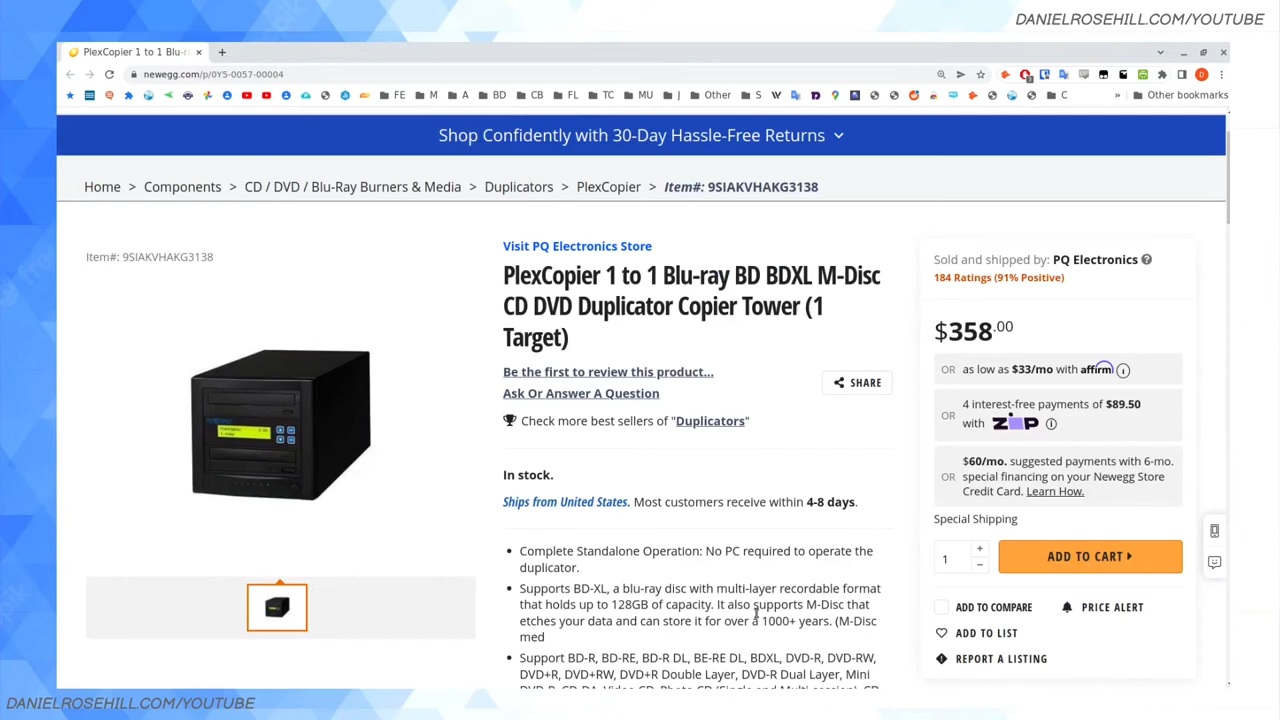 DANIELROSEHILL.COM/YOUTUBE
PlexCopier 1 to 1 Blu-r
newegg.com/p/0Y5-0057-00004
FE M A BD CB FL TC MU J Other S C » Other bookmarks
Shop Confidently with 30-Day Hassle-Free Returns
Home > Components > CD / DVD / Blu-Ray Burners & Media > Duplicators > PlexCopier > Item#: 9SIAKVHAKG3138
Item#: 9SIAKVHAKG3138
Visit PQ Electronics Store
PlexCopier 1 to 1 Blu-ray BD BDXL M-Disc
CD DVD Duplicator Copier Tower (1
Target)
Be the first to review this product...
Ask Or Answer A Question
SHARE
Check more best sellers of "Duplicators"
In stock.
Ships from United States. Most customers receive within 4-8 days.
• Complete Standalone Operation: No PC required to operate the
duplicator.
• Supports BD-XL, a blu-ray disc with multi-layer recordable format
that holds up to 128GB of capacity. It also supports M-Disc that
etches your data and can store it for over a 1000+ years. (M-Disc
med
• Support BD-R, BD-RE, BD-R DL, BE-RE DL, BDXL, DVD-R, DVD-RW,
DVD+R, DVD+RW, DVD+R Double Layer, DVD-R Dual Layer, Mini
DVD-R, CD-DA, Video CD, Photo CD (Single and Multi-session), CD
Sold and shipped by: PQ Electronics
184 Ratings (91% Positive)
$358.00
OR as low as $33/mo with affirm
OR 4 interest-free payments of $89.50
with ZIP
OR $60/mo. suggested payments with 6-mo.
special financing on your Newegg Store
Credit Card. Learn How.
Special Shipping
1 + − ADD TO CART
ADD TO COMPARE PRICE ALERT
ADD TO LIST
REPORT A LISTING
DANIELROSEHILL.COM/YOUTUBE